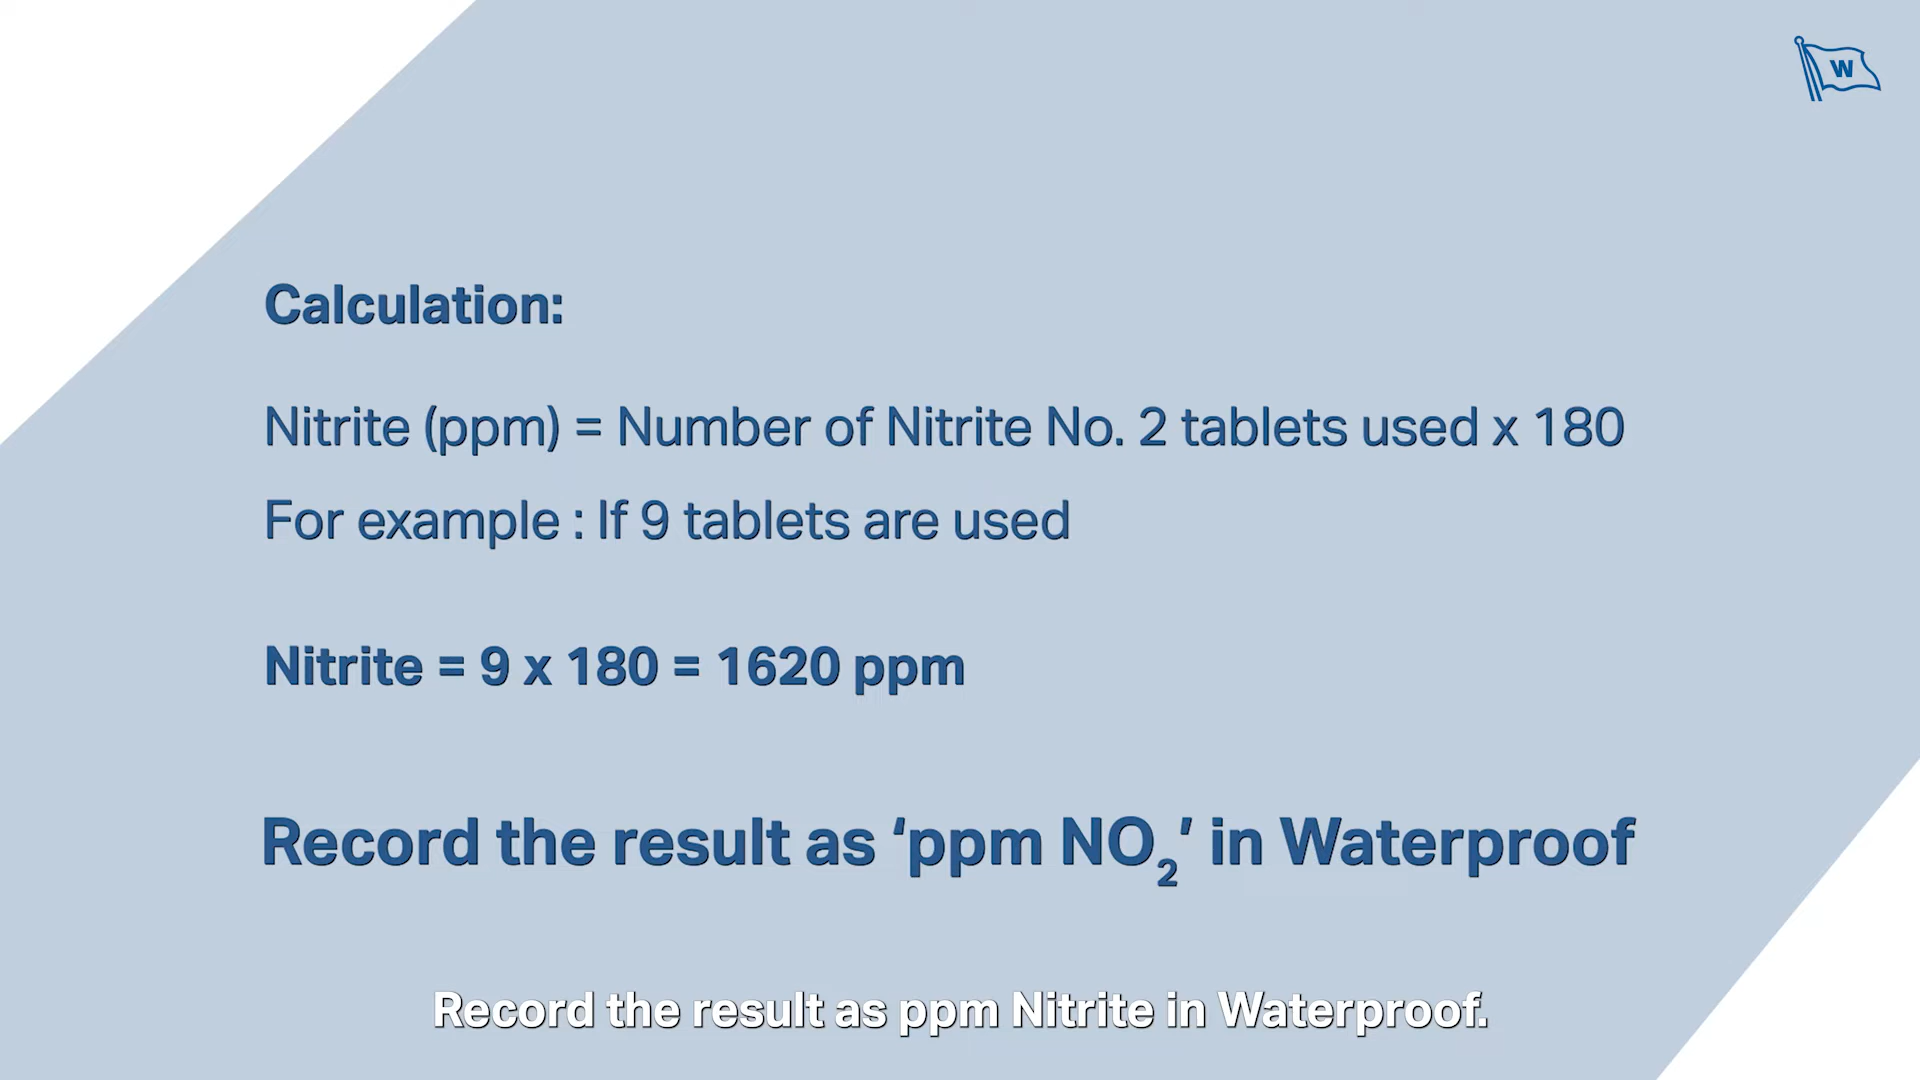 W
Calculation:
Nitrite (ppm) = Number of Nitrite No. 2 tablets used x 180
For example : If 9 tablets are used
Nitrite = 9 x 180 = 1620 ppm
Record the result as ‘ppm NO₂’ in Waterproof
Record the result as ppm Nitrite in Waterproof.